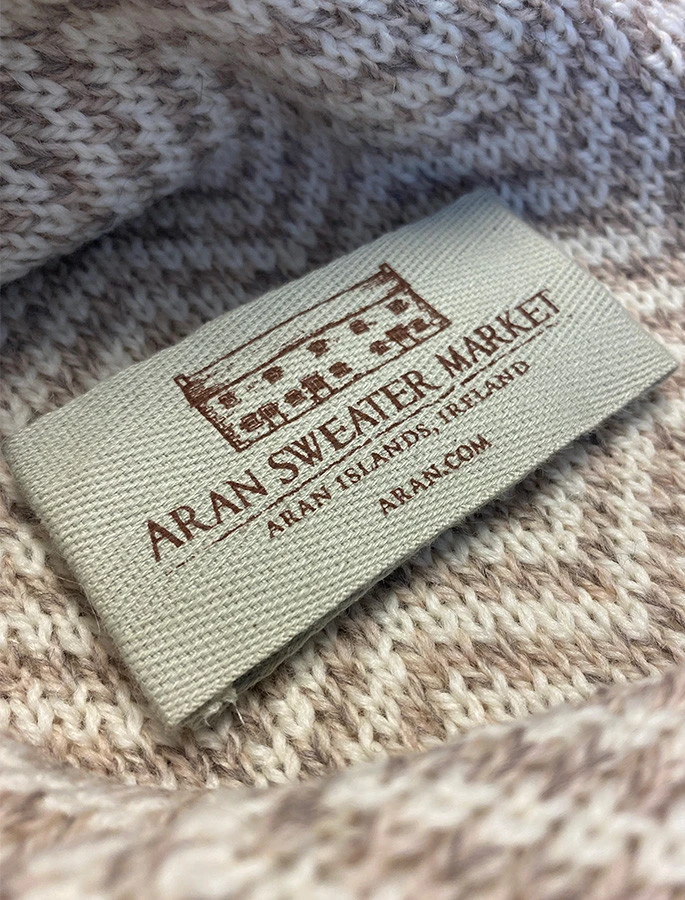 ARAN SWEATER MARKET
ARAN ISLANDS, IRELAND
ARAN.COM